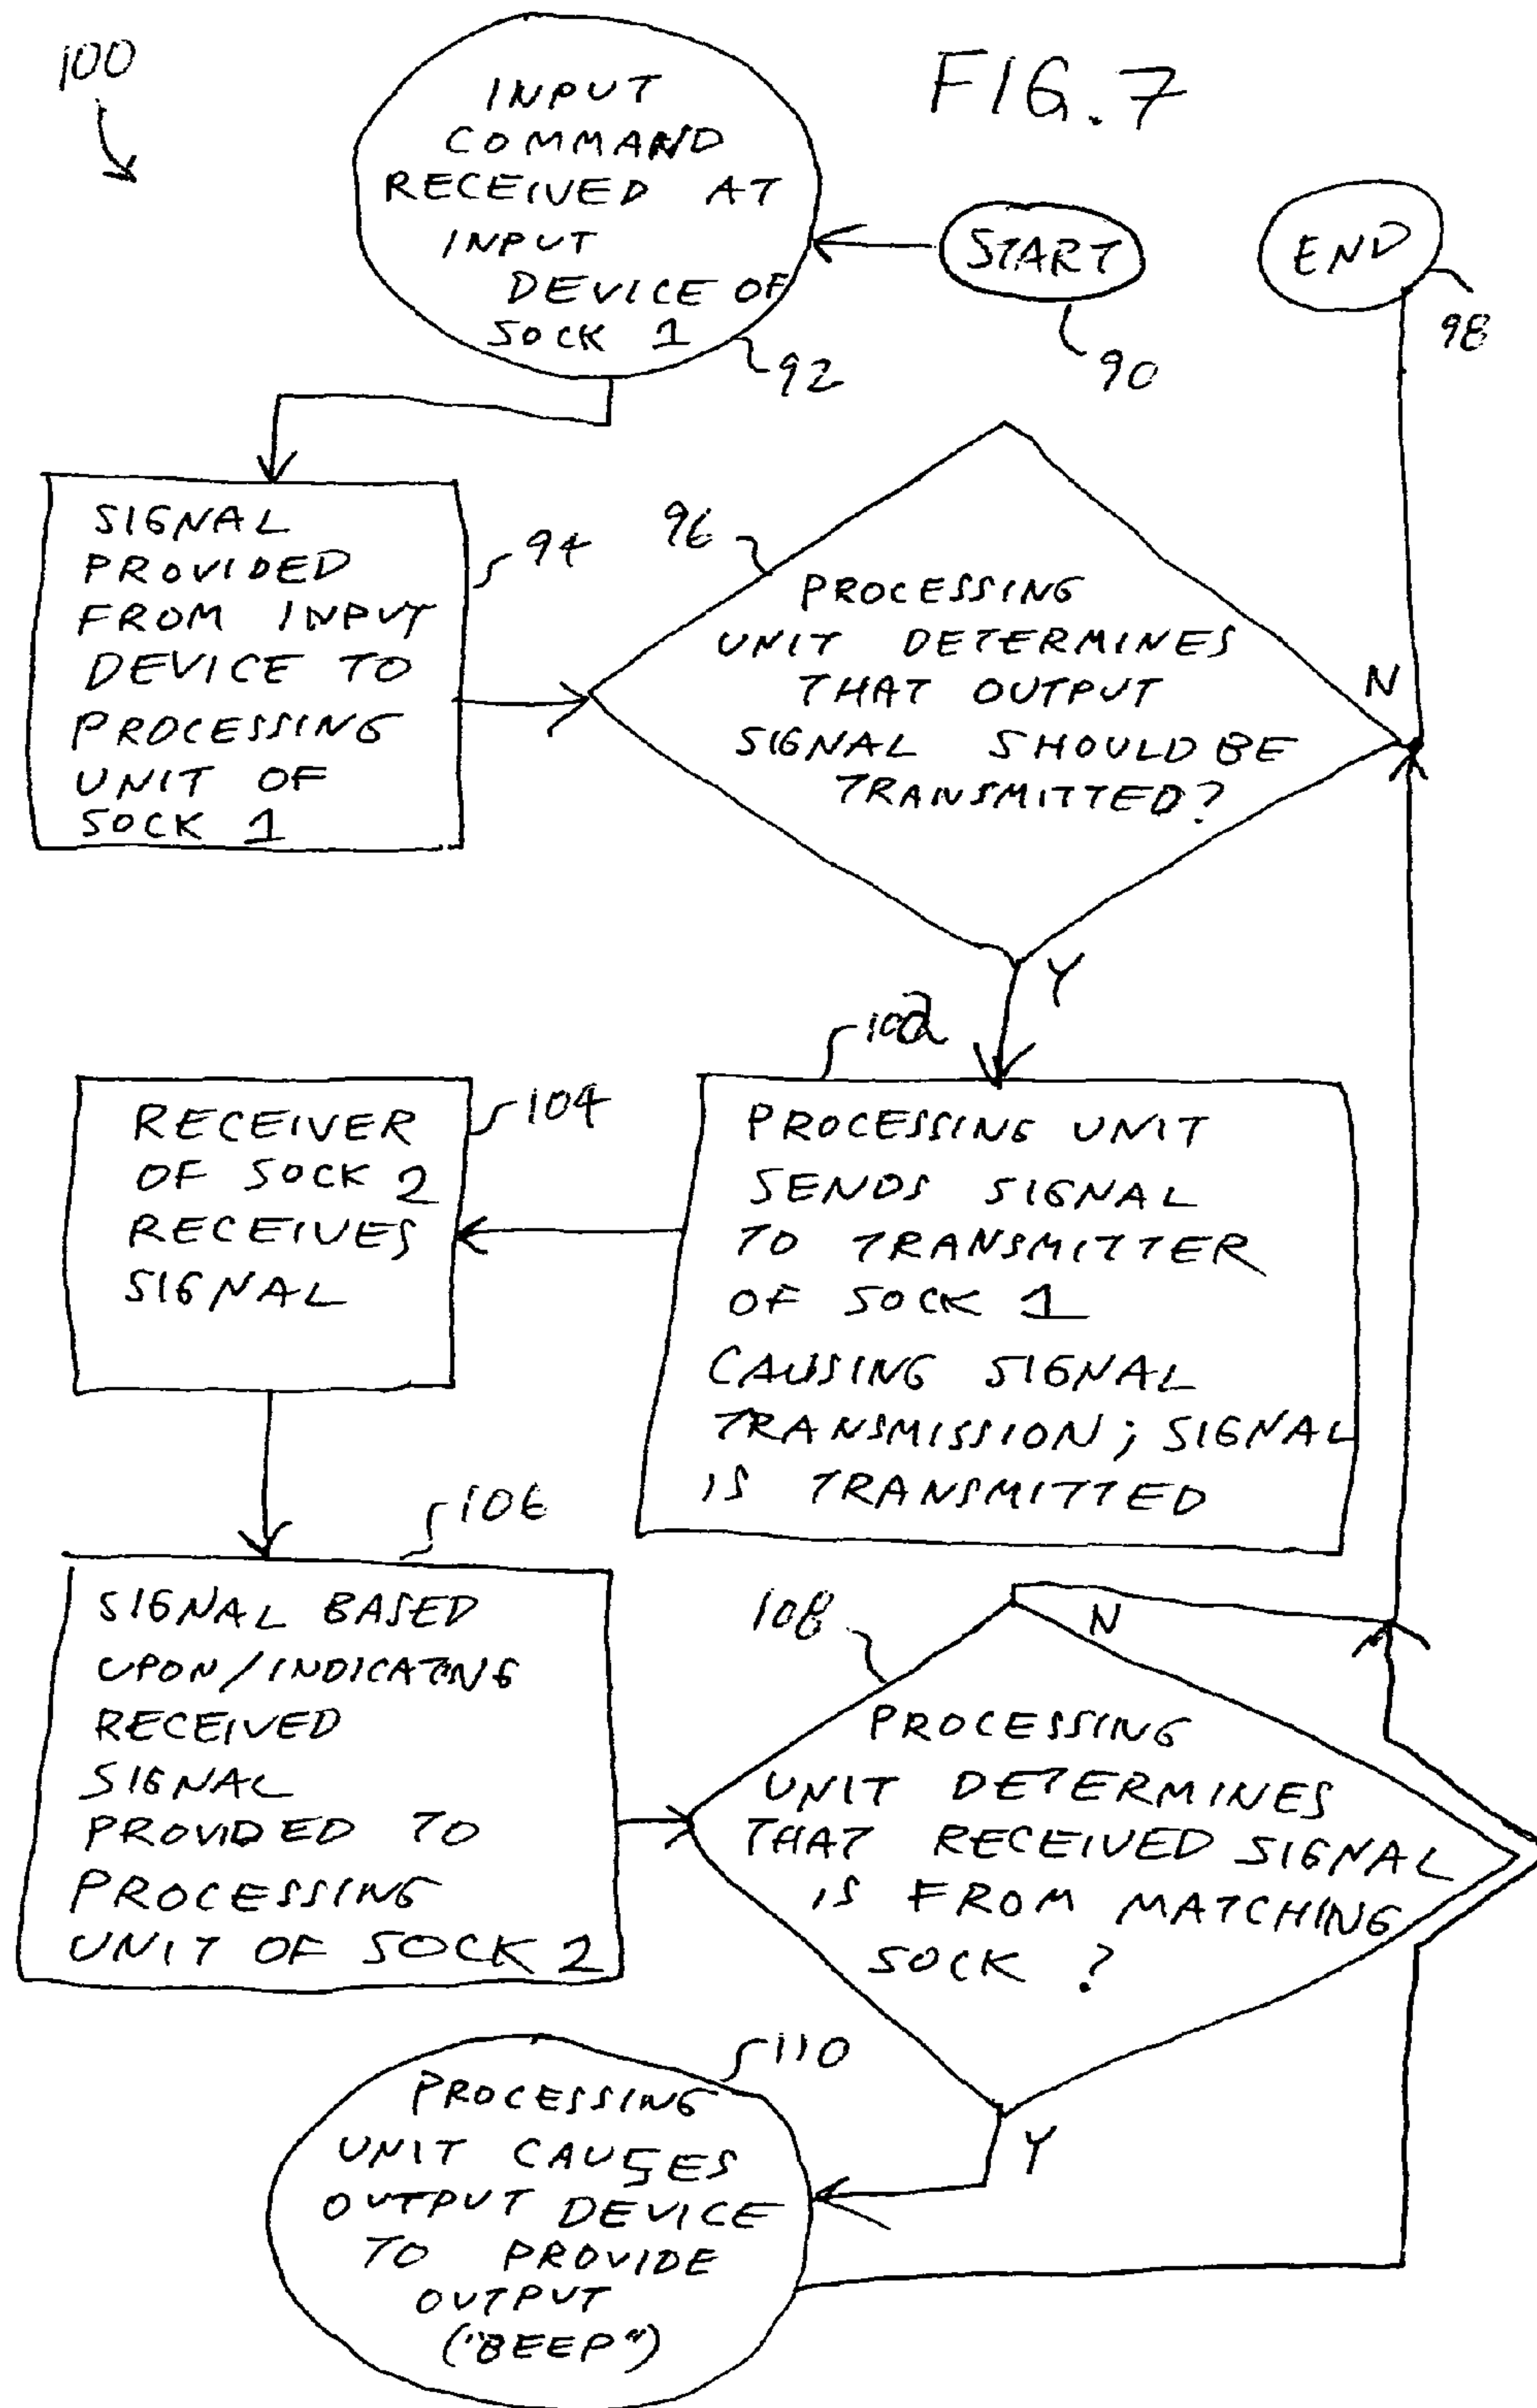 100
FIG. 7
INPUT
COMMAND
RECEIVED AT
INPUT
DEVICE OF
SOCK 1
92
START
90
END
98
SIGNAL
PROVIDED
FROM INPUT
DEVICE TO
PROCESSING
UNIT OF
SOCK 1
94
96
PROCESSING
UNIT DETERMINES
THAT OUTPUT
SIGNAL SHOULD BE
TRANSMITTED?
N
Y
102
PROCESSING UNIT
SENDS SIGNAL
TO TRANSMITTER
OF SOCK 1
CAUSING SIGNAL
TRANSMISSION; SIGNAL
IS TRANSMITTED
104
RECEIVER
OF SOCK 2
RECEIVES
SIGNAL
106
SIGNAL BASED
UPON/INDICATING
RECEIVED
SIGNAL
PROVIDED TO
PROCESSING
UNIT OF SOCK 2
108
N
PROCESSING
UNIT DETERMINES
THAT RECEIVED SIGNAL
IS FROM MATCHING
SOCK ?
Y
110
PROCESSING
UNIT CAUSES
OUTPUT DEVICE
TO PROVIDE
OUTPUT
("BEEP")